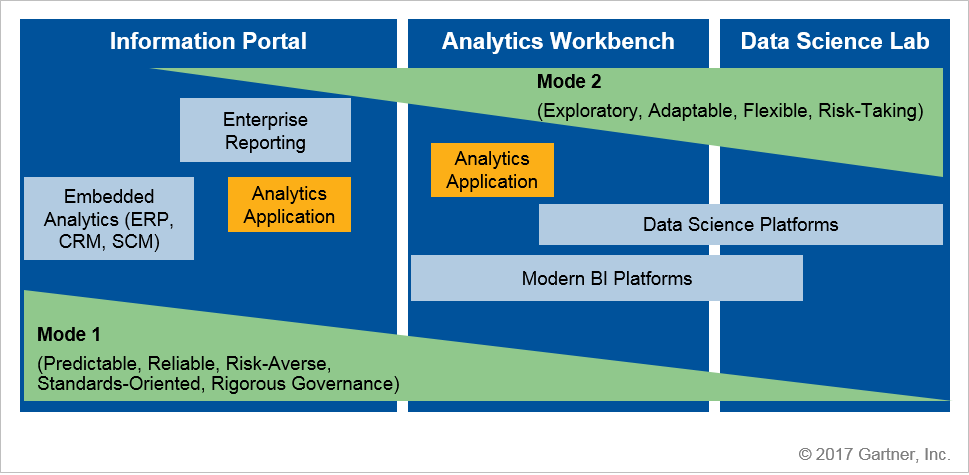 Information Portal
Analytics Workbench
Data Science Lab
Mode 2
(Exploratory, Adaptable, Flexible, Risk-Taking)
Enterprise
Reporting
Analytics
Application
Embedded
Analytics (ERP,
CRM, SCM)
Analytics
Application
Data Science Platforms
Modern BI Platforms
Mode 1
(Predictable, Reliable, Risk-Averse,
Standards-Oriented, Rigorous Governance)
© 2017 Gartner, Inc.